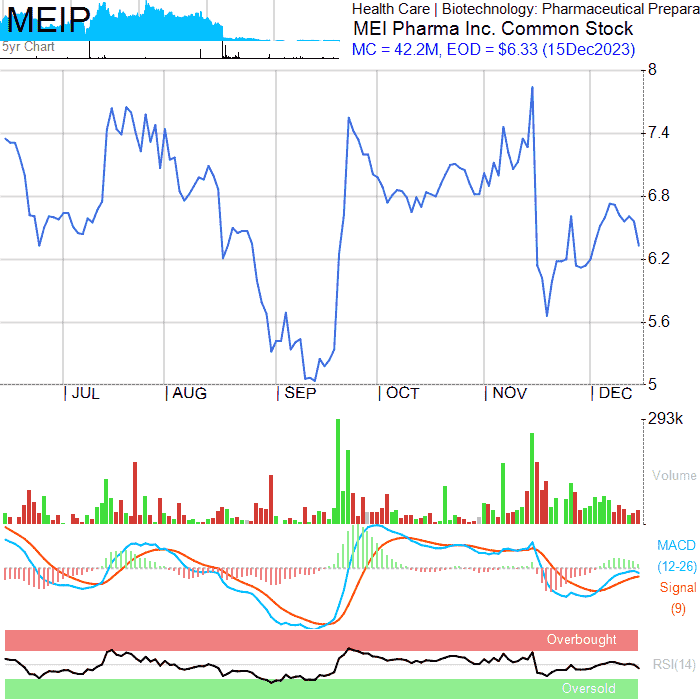 MEIP
5yr Chart
Health Care | Biotechnology: Pharmaceutical Prepara
MEI Pharma Inc. Common Stock
MC = 42.2M, EOD = $6.33 (15Dec2023)
8
7.4
6.8
6.2
5.6
5
JUL AUG SEP OCT NOV DEC
293k
Volume
MACD
(12-26)
Signal
(9)
Overbought
RSI(14)
Oversold